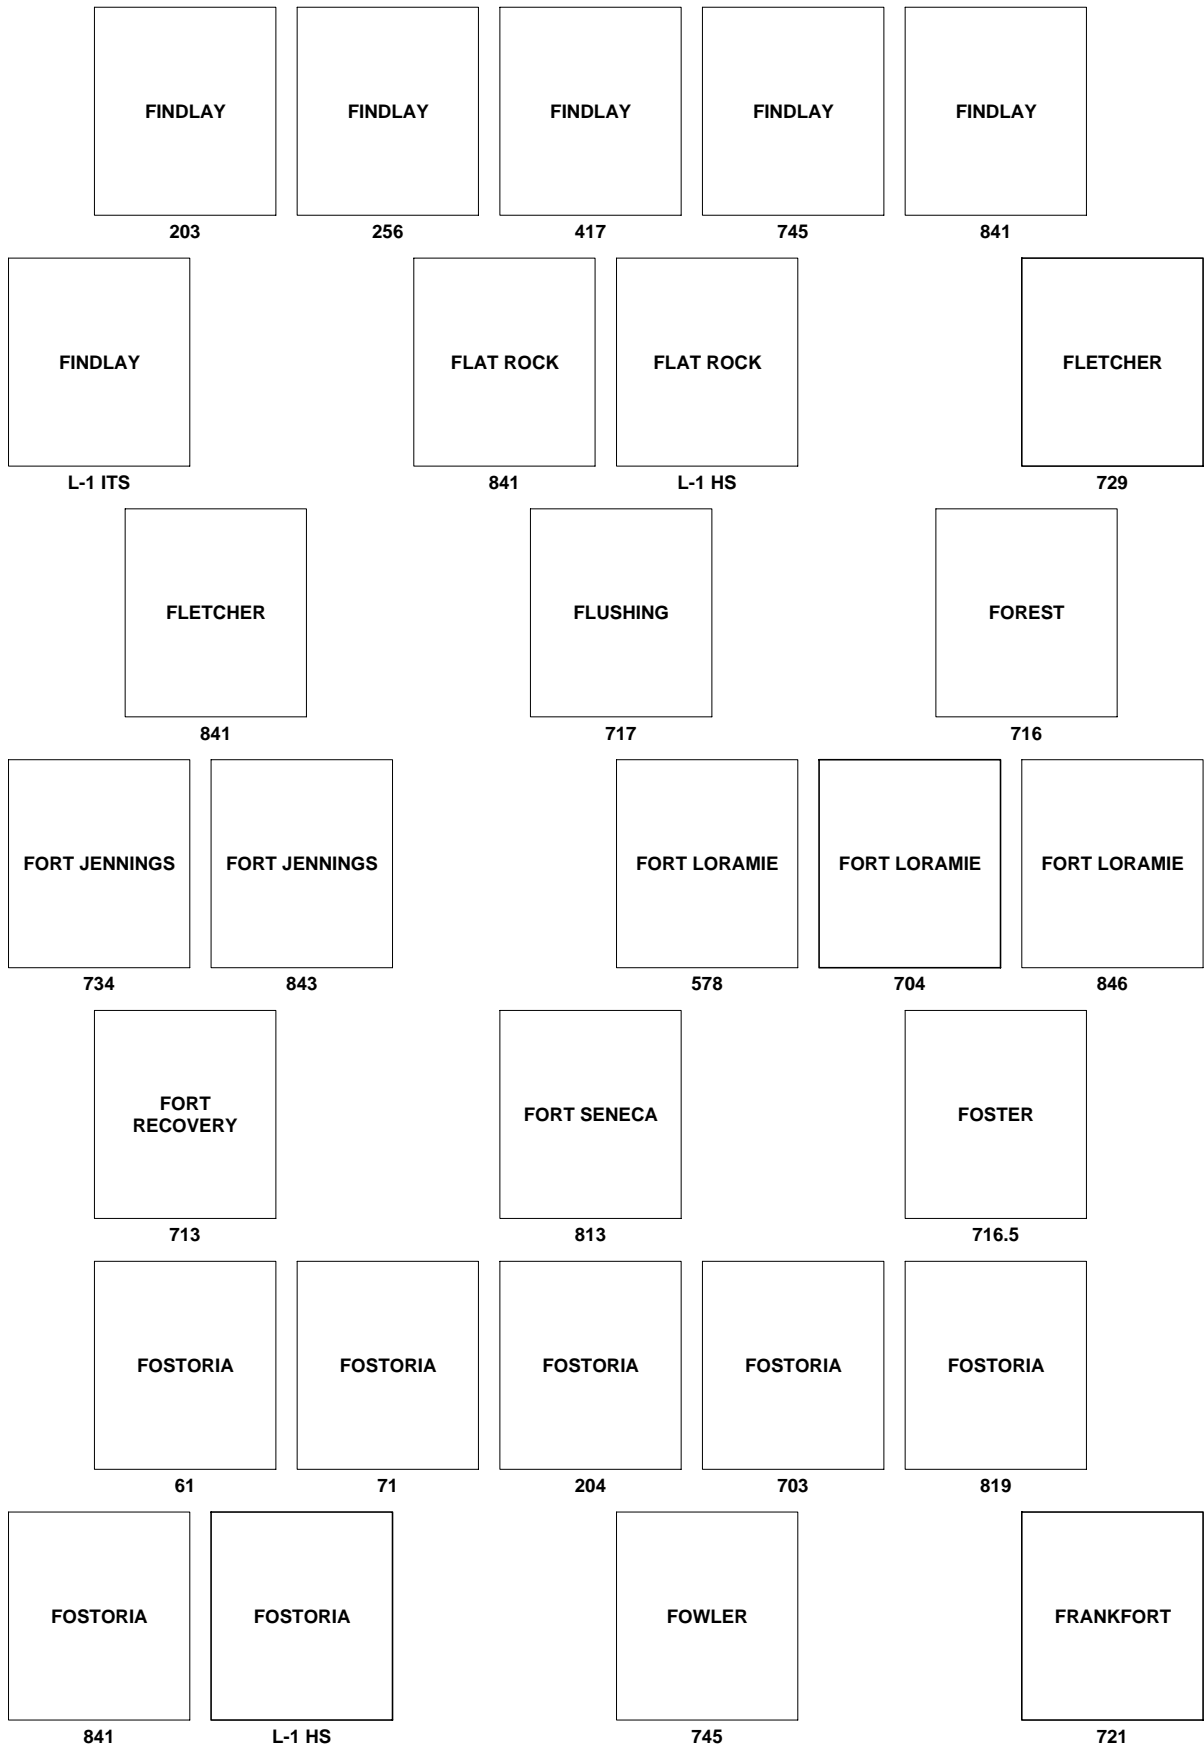 FINDLAY FINDLAY FINDLAY FINDLAY FINDLAY
203 256 417 745 841
FINDLAY FLAT ROCK FLAT ROCK FLETCHER
L-1 ITS 841 L-1 HS 729
FLETCHER FLUSHING FOREST
841 717 716
FORT JENNINGS FORT JENNINGS FORT LORAMIE FORT LORAMIE FORT LORAMIE
734 843 578 704 846
FORT
RECOVERY FORT SENECA FOSTER
713 813 716.5
FOSTORIA FOSTORIA FOSTORIA FOSTORIA FOSTORIA
61 71 204 703 819
FOSTORIA FOSTORIA FOWLER FRANKFORT
841 L-1 HS 745 721